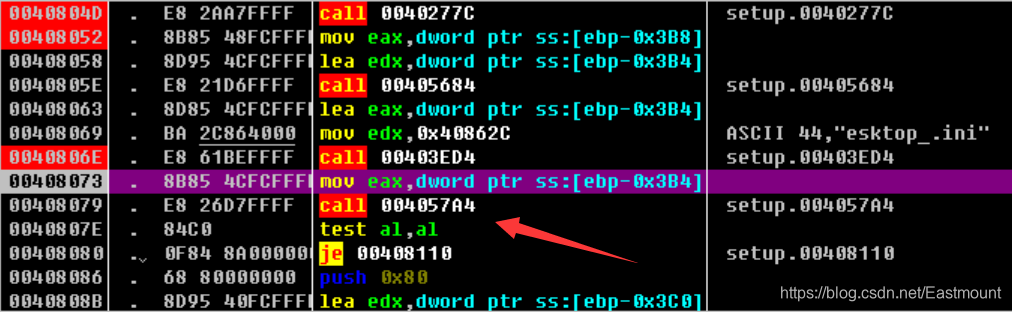 0040804D . E8 2AA7FFFF call 0040277C setup.0040277C
00408052 . 8B85 48FCFFFF mov eax,dword ptr ss:[ebp-0x3B8]
00408058 . 8D95 4CFCFFFF lea edx,dword ptr ss:[ebp-0x3B4]
0040805E . E8 21D6FFFF call 00405684 setup.00405684
00408063 . 8D85 4CFCFFFF lea eax,dword ptr ss:[ebp-0x3B4]
00408069 . BA 2C864000 mov edx,0x40862C ASCII 44,"esktop_.ini"
0040806E . E8 61BEFFFF call 00403ED4 setup.00403ED4
00408073 . 8B85 4CFCFFFF mov eax,dword ptr ss:[ebp-0x3B4]
00408079 . E8 26D7FFFF call 004057A4 setup.004057A4
0040807E . 84C0 test al,al
00408080 . 0F84 8A000000 je 00408110 setup.00408110
00408086 . 68 80000000 push 0x80
0040808B . 8D95 40FCFFFF lea edx,dword ptr ss:[ebp-0x3C0]
https://blog.csdn.net/Eastmount